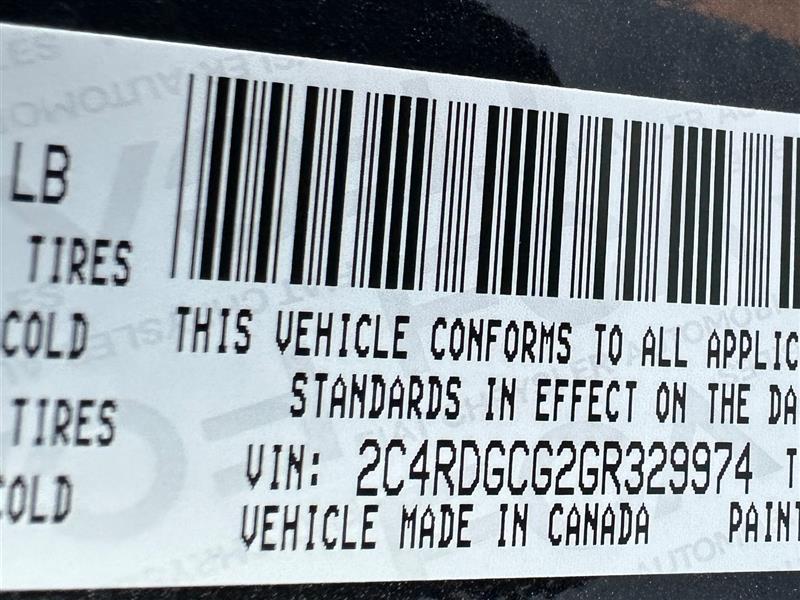 LB
TIRES
COLD
TIRES
COLD
THIS VEHICLE CONFORMS TO ALL APPLIC
STANDARDS IN EFFECT ON THE DA
VIN: 2C4RDGCG2GR329974 T
VEHICLE MADE IN CANADA PAINT